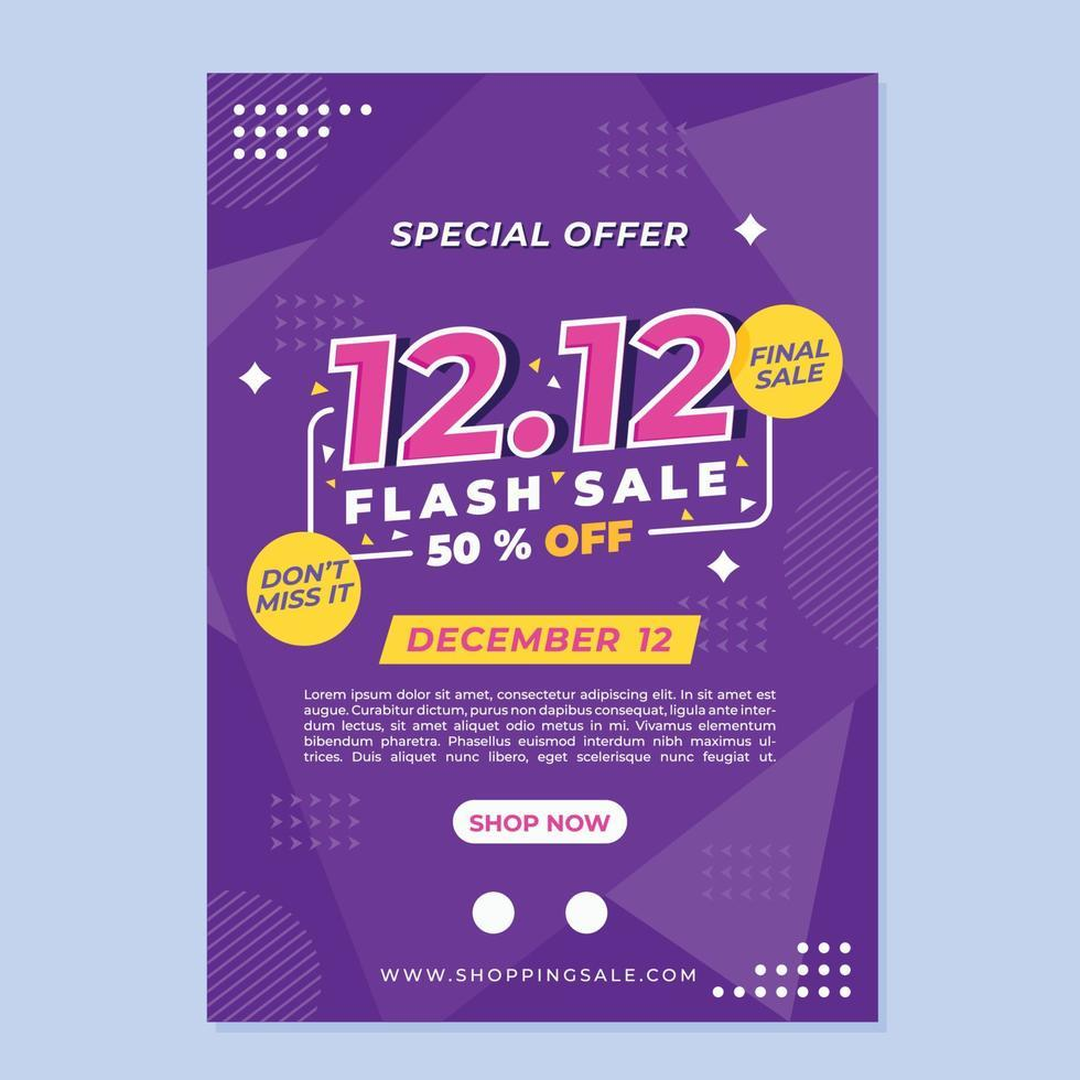 SPECIAL OFFER
12.12
FINAL
SALE
FLASH SALE
50 % OFF
DON'T
MISS IT
DECEMBER 12
Lorem ipsum dolor sit amet, consectetur adipiscing elit. In sit amet
augue. Curabitur dictum, purus non dapibus consequat, ligula ante inter-
dum lectus, sit amet aliquet odio metus in mi. Vivamus elementum
bibendum pharetra. Phasellus euismod interdum nibh maximus ul-
trices. Duis aliquet nunc libero, eget scelerisque nunc feugiat ut.
SHOP NOW
WWW.SHOPPINGSALE.COM